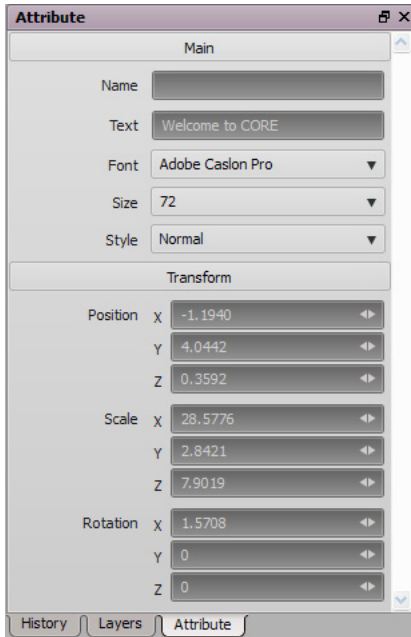 Attribute
Main
Name
Text Welcome to CORE
Font Adobe Caslon Pro
Size 72
Style Normal
Transform
Position X -1.1940
Y 4.0442
Z 0.3592
Scale X 28.5776
Y 2.8421
Z 7.9019
Rotation X 1.5708
Y 0
Z 0
History Layers Attribute